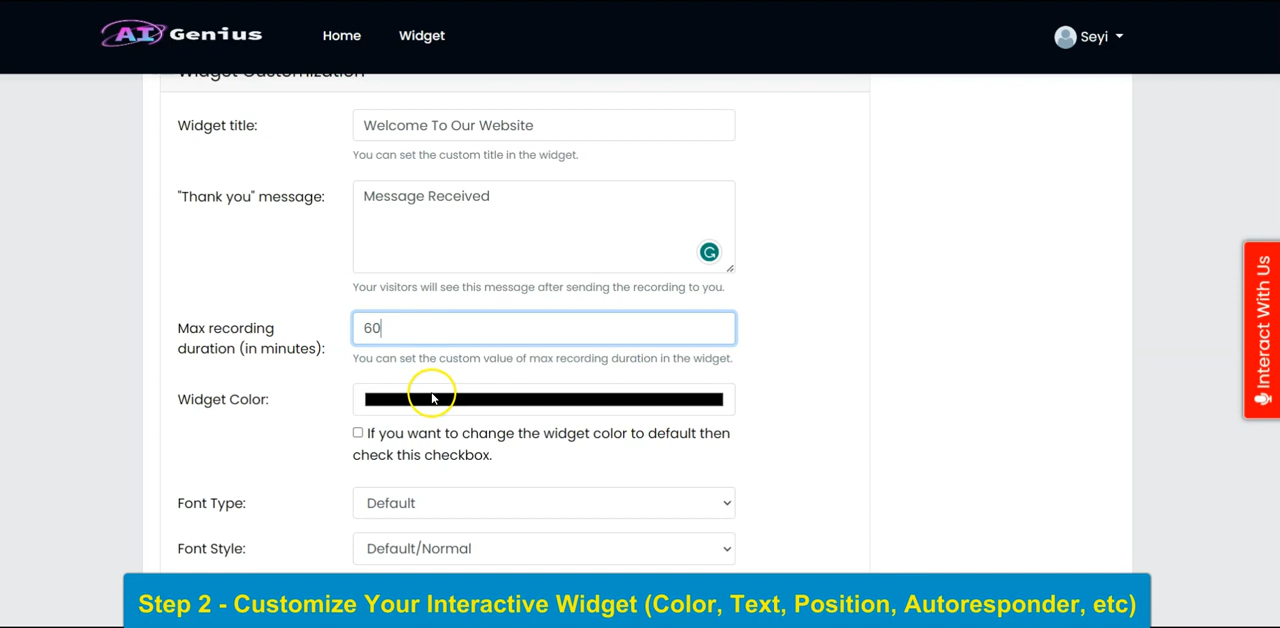 AI Genius
Home
Widget
Seyi
Widget Customization
Widget title:
Welcome To Our Website
You can set the custom title in the widget.
"Thank you" message:
Message Received
Your visitors will see this message after sending the recording to you.
Max recording
duration (in minutes):
60
You can set the custom value of max recording duration in the widget.
Widget Color:
If you want to change the widget color to default then
check this checkbox.
Font Type:
Default
Font Style:
Default/Normal
Interact With Us
Step 2 - Customize Your Interactive Widget (Color, Text, Position, Autoresponder, etc)